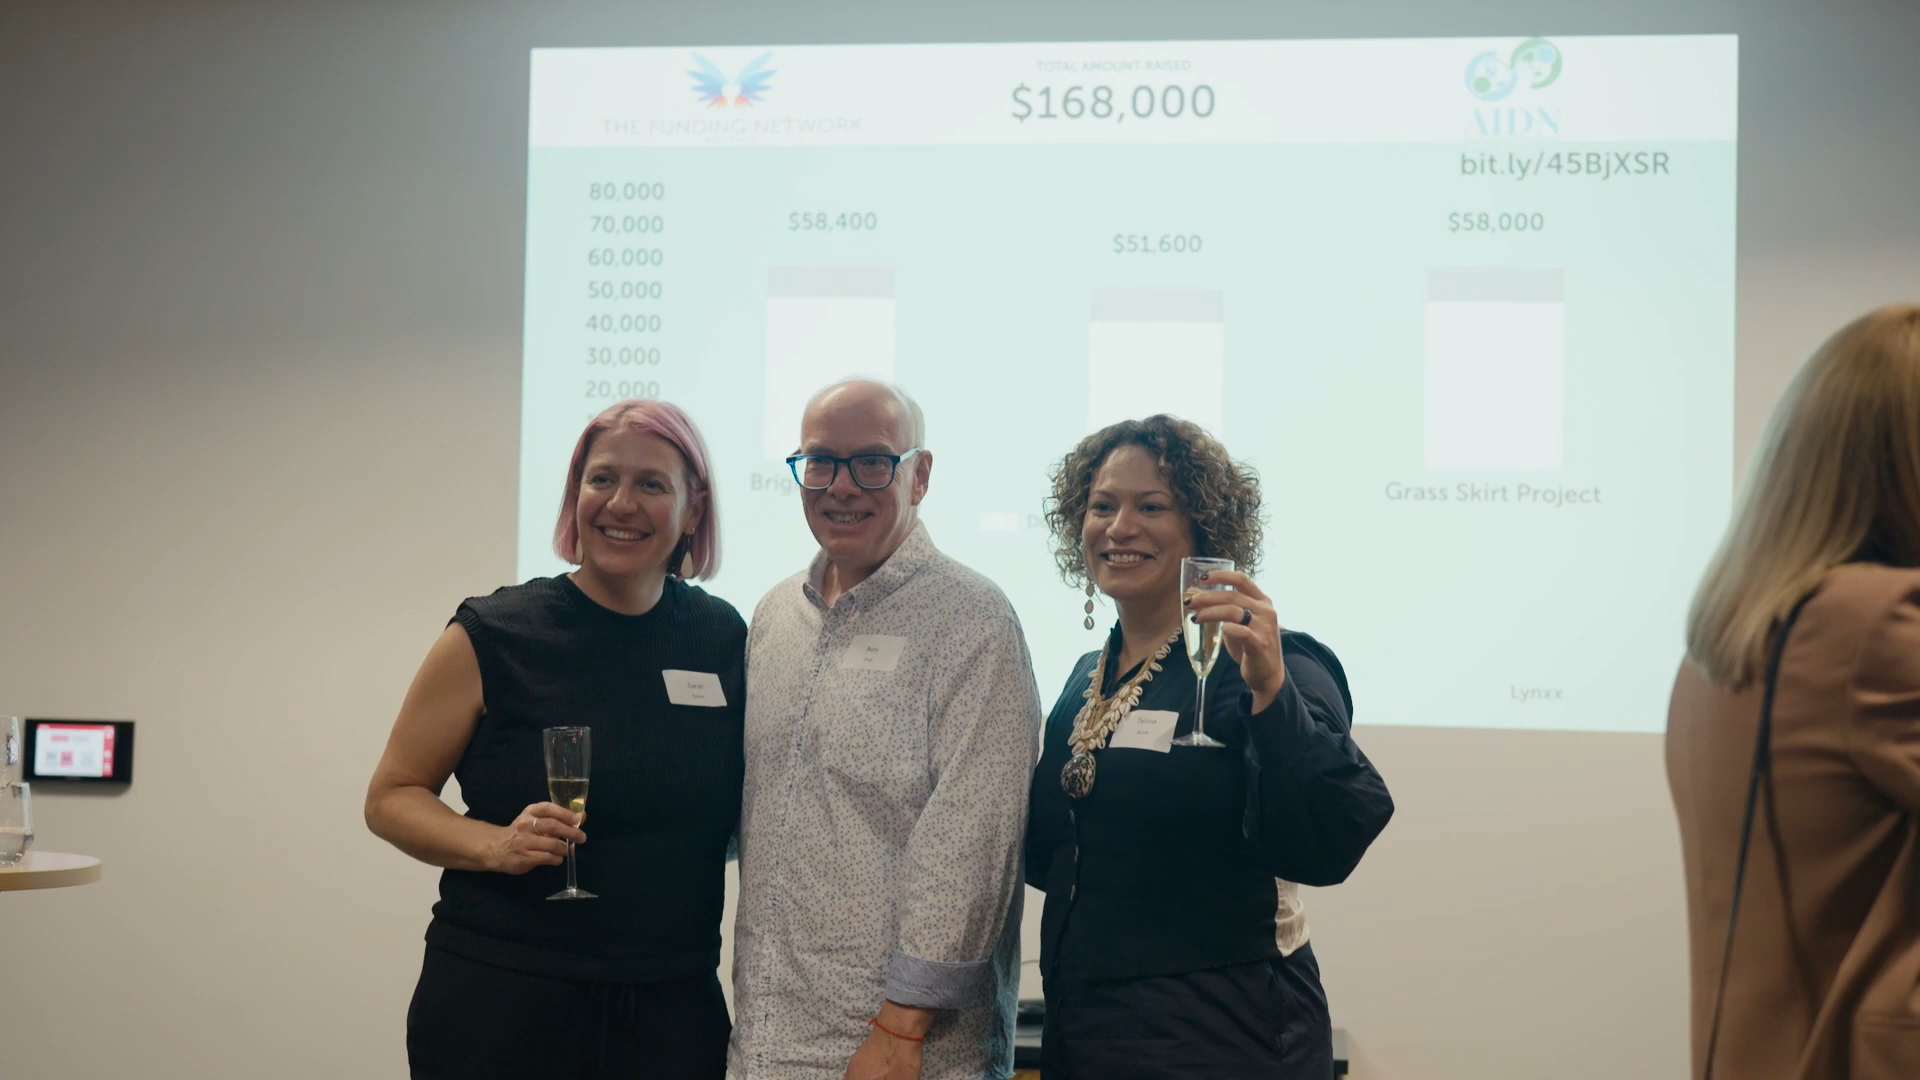 TOTAL AMOUNT RAISED
$168,000
THE FUNDING NETWORK
AIDN
bit.ly/45BjXSR
80,000
70,000
60,000
50,000
40,000
30,000
20,000
$58,400
$51,600
$58,000
Grass Skirt Project
Lynxx
Sarah